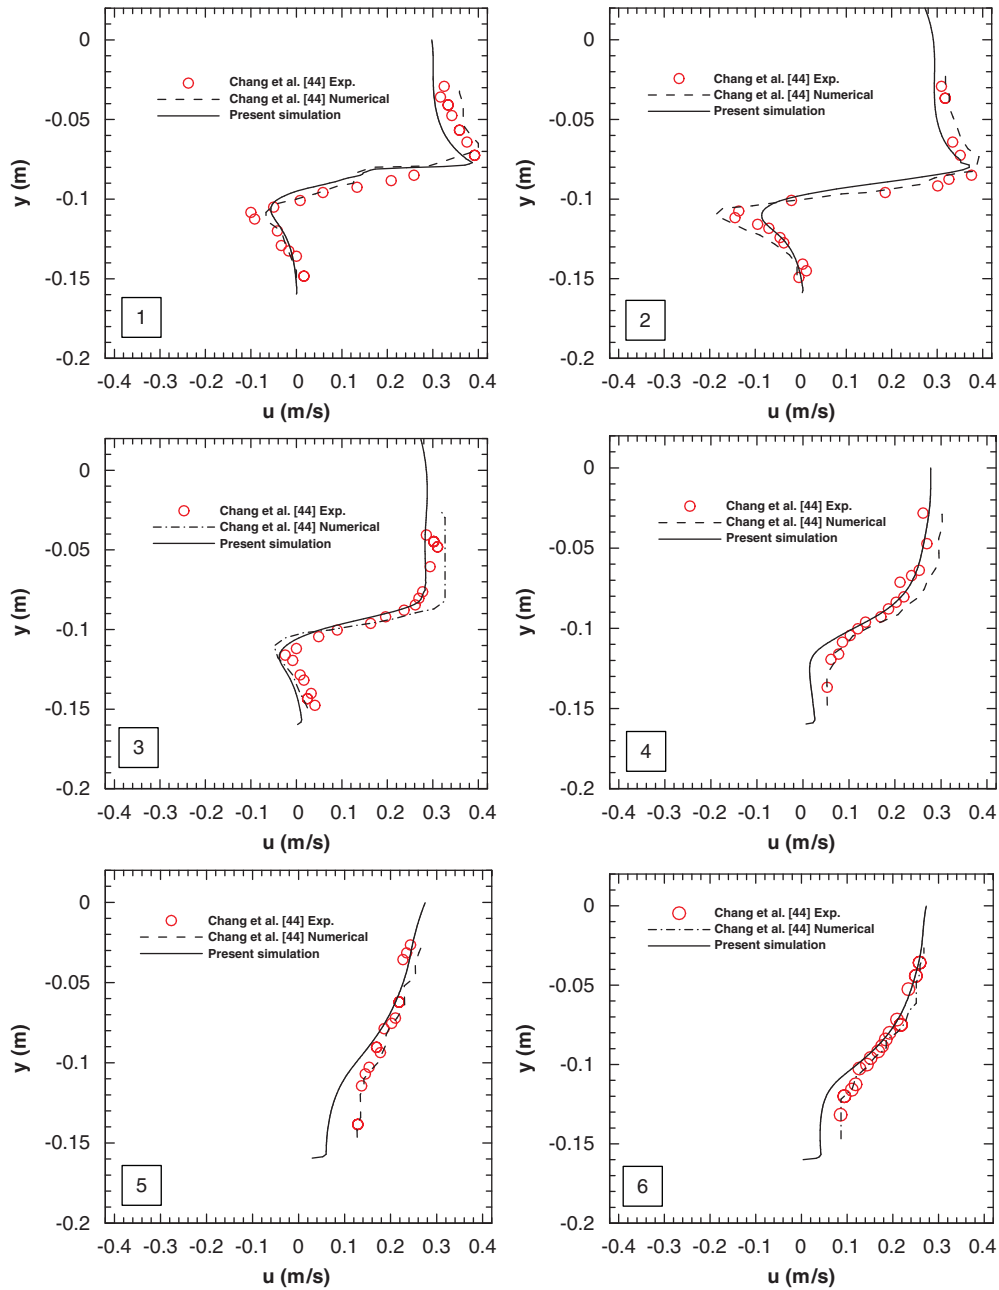 0
-0.05
-0.1
-0.15
-0.2
y (m)
Chang et al. [44] Exp.
Chang et al. [44] Numerical
Present simulation
1
-0.4 -0.3 -0.2 -0.1 0 0.1 0.2 0.3 0.4
u (m/s)
0
-0.05
-0.1
-0.15
-0.2
y (m)
Chang et al. [44] Exp.
Chang et al. [44] Numerical
Present simulation
2
-0.4 -0.3 -0.2 -0.1 0 0.1 0.2 0.3 0.4
u (m/s)
0
-0.05
-0.1
-0.15
-0.2
y (m)
Chang et al. [44] Exp.
Chang et al. [44] Numerical
Present simulation
3
-0.4 -0.3 -0.2 -0.1 0 0.1 0.2 0.3 0.4
u (m/s)
0
-0.05
-0.1
-0.15
-0.2
y (m)
Chang et al. [44] Exp.
Chang et al. [44] Numerical
Present simulation
4
-0.4 -0.3 -0.2 -0.1 0 0.1 0.2 0.3 0.4
u (m/s)
0
-0.05
-0.1
-0.15
-0.2
y (m)
Chang et al. [44] Exp.
Chang et al. [44] Numerical
Present simulation
5
-0.4 -0.3 -0.2 -0.1 0 0.1 0.2 0.3 0.4
u (m/s)
0
-0.05
-0.1
-0.15
-0.2
y (m)
Chang et al. [44] Exp.
Chang et al. [44] Numerical
Present simulation
6
-0.4 -0.3 -0.2 -0.1 0 0.1 0.2 0.3 0.4
u (m/s)